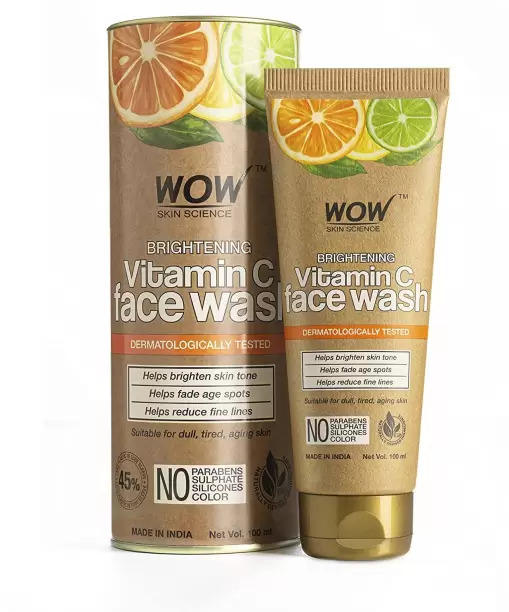 WOW™
SKIN SCIENCE
BRIGHTENING
Vitamin C
face wash
DERMATOLOGICALLY TESTED
Helps brighten skin tone
Helps fade age spots
Helps reduce fine lines
Suitable for dull, tired, aging skin
45%
NO PARABENS
SULPHATE
SILICONES
COLOR
MADE IN INDIA Net Vol. 100 ml
WOW™
SKIN SCIENCE
BRIGHTENING
Vitamin C
face wash
DERMATOLOGICALLY TESTED
Helps brighten skin tone
Helps fade age spots
Helps reduce fine lines
Suitable for dull, tired, aging skin
NO PARABENS
SULPHATE
SILICONES
COLOR
MADE IN INDIA Net Vol. 100 ml